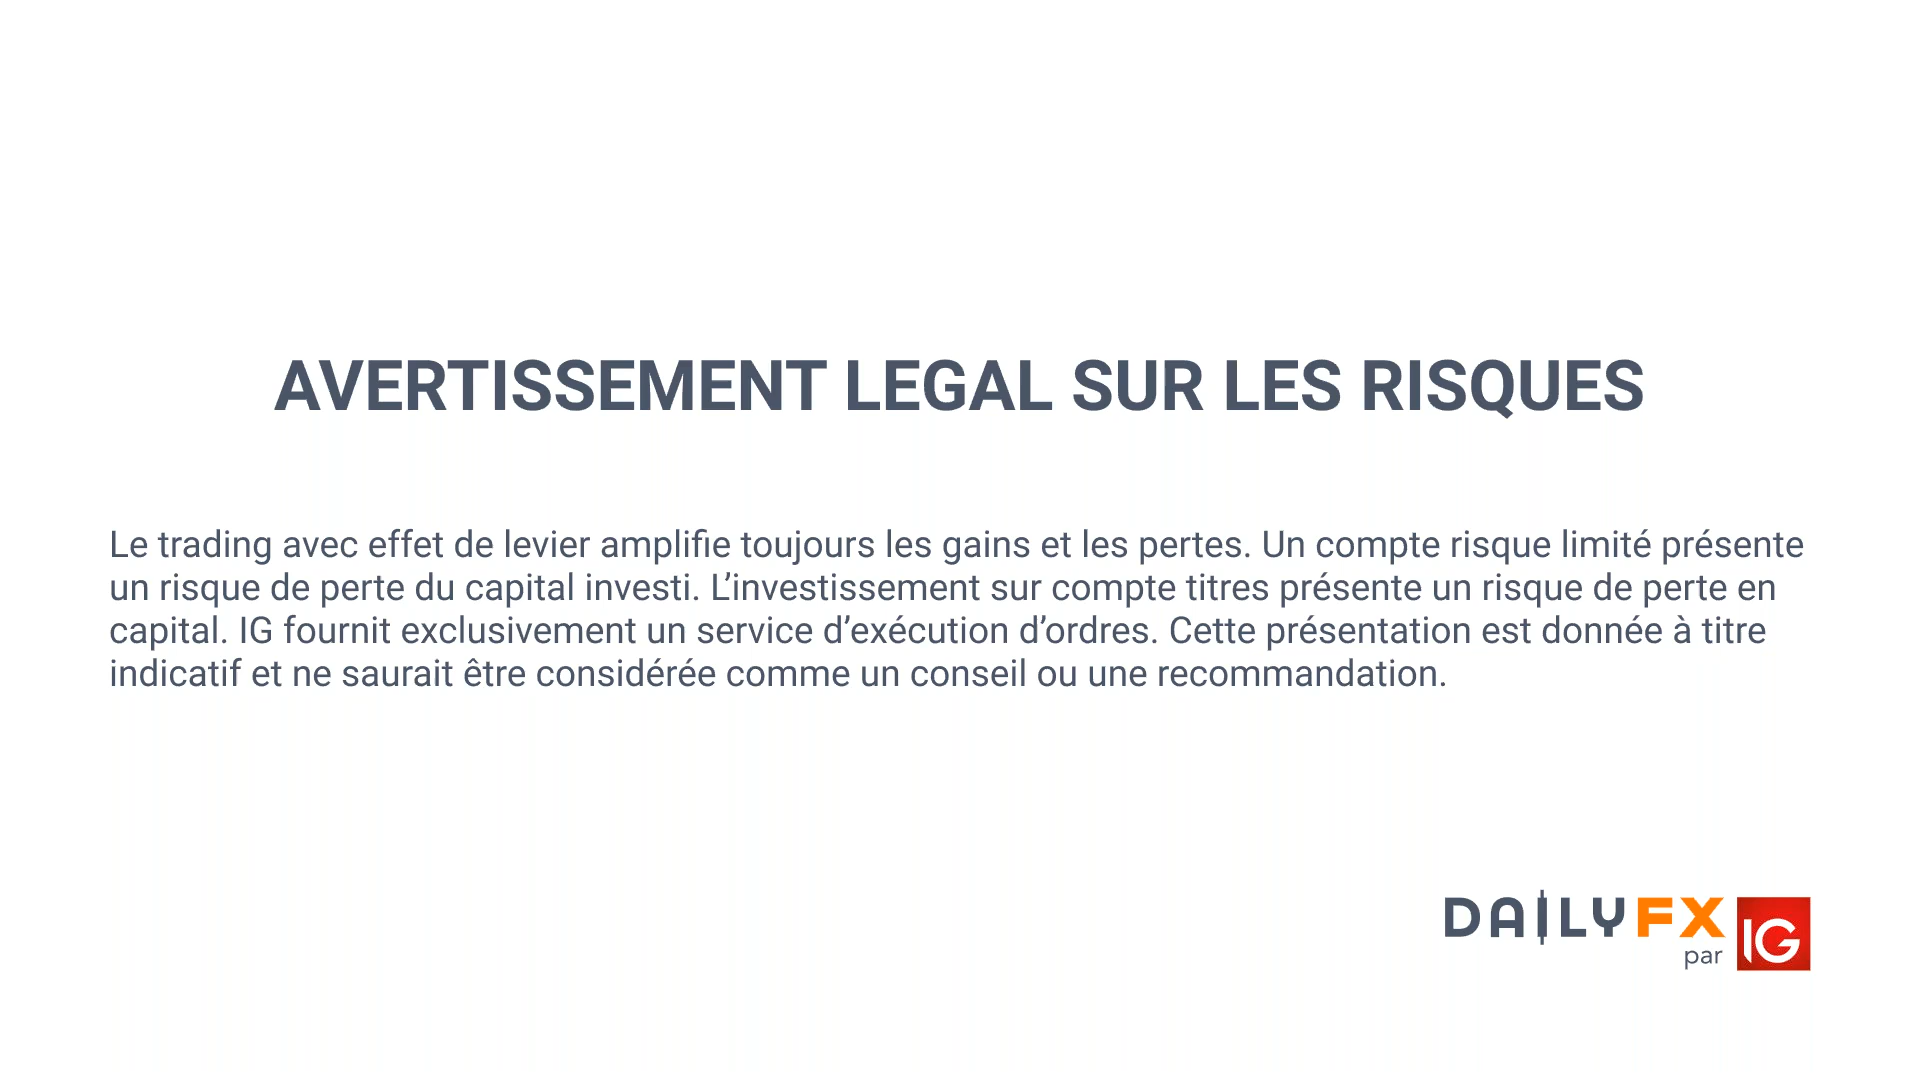 AVERTISSEMENT LEGAL SUR LES RISQUES
Le trading avec effet de levier amplifie toujours les gains et les pertes. Un compte risque limité présente
un risque de perte du capital investi. L’investissement sur compte titres présente un risque de perte en
capital. IG fournit exclusivement un service d’exécution d’ordres. Cette présentation est donnée à titre
indicatif et ne saurait être considérée comme un conseil ou une recommandation.
DAILYFX
par IG